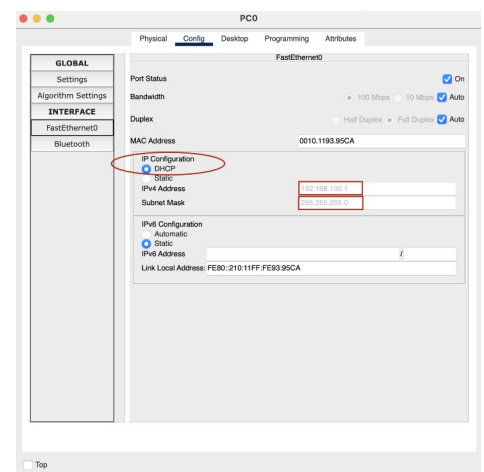 PC0
Physical Config Desktop Programming Attributes
GLOBAL
Settings
Algorithm Settings
INTERFACE
FastEthernet0
Bluetooth
FastEthernet0
Port Status On
Bandwidth 100 Mbps 10 Mbps Auto
Duplex Half Duplex Full Duplex Auto
MAC Address 0010.1193.95CA
IP Configuration
DHCP
Static
IPv4 Address 192.168.100.1
Subnet Mask 255.255.255.0
IPv6 Configuration
Automatic
Static
IPv6 Address /
Link Local Address: FE80::210:11FF:FE93:95CA
Top